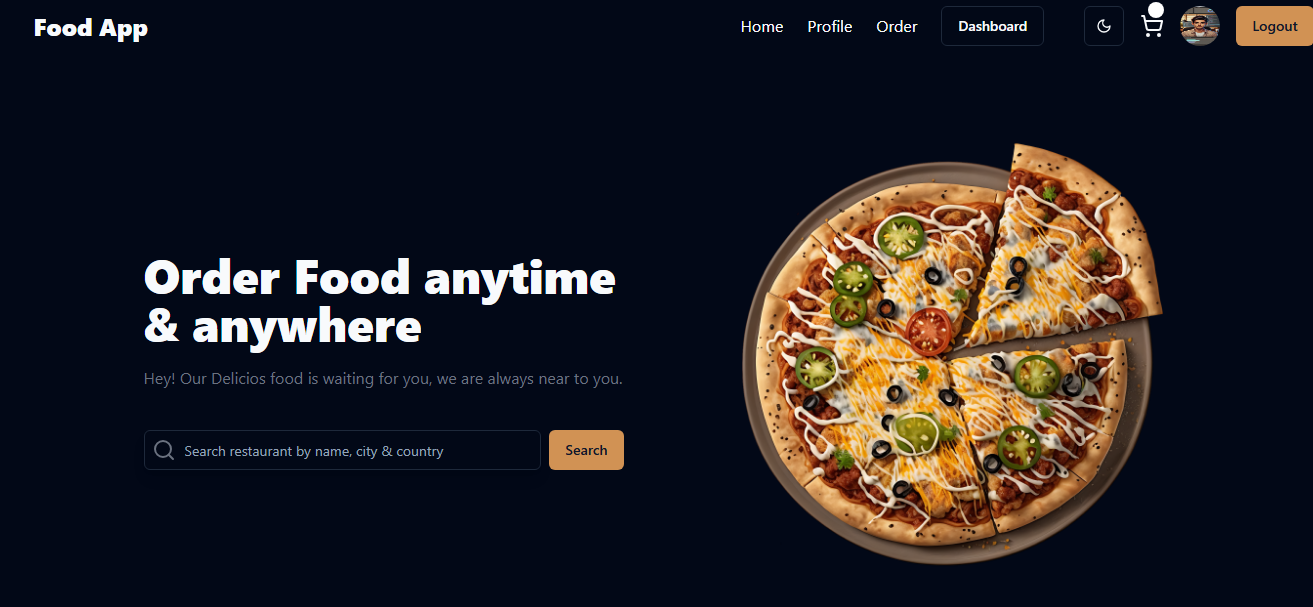 Food App
Home Profile Order Dashboard Logout
Order Food anytime
& anywhere
Hey! Our Delicios food is waiting for you, we are always near to you.
Search restaurant by name, city & country Search